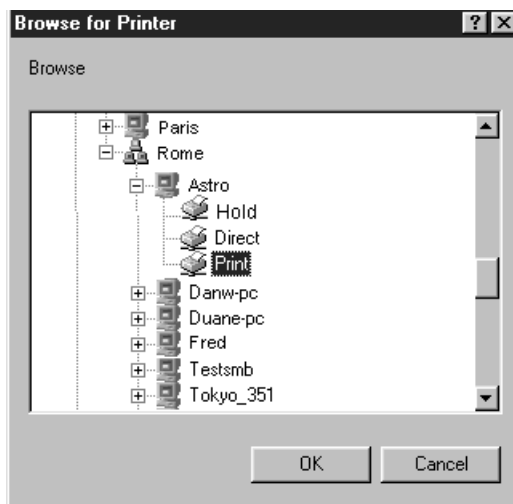 Browse for Printer
Browse
Paris
Rome
Astro
Hold
Direct
Print
Danw-pc
Duane-pc
Fred
Testsmb
Tokyo_351
OK Cancel